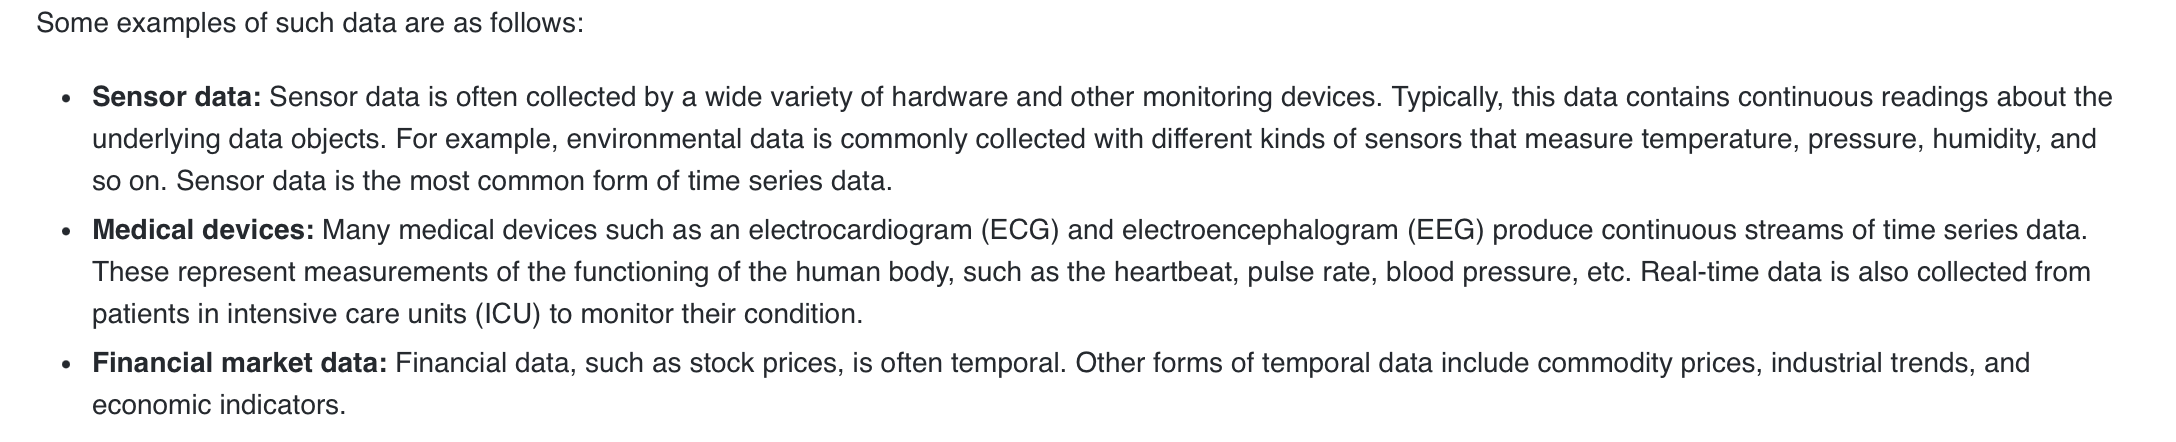 Some examples of such data are as follows:
• Sensor data: Sensor data is often collected by a wide variety of hardware and other monitoring devices. Typically, this data contains continuous readings about the
underlying data objects. For example, environmental data is commonly collected with different kinds of sensors that measure temperature, pressure, humidity, and
so on. Sensor data is the most common form of time series data.
• Medical devices: Many medical devices such as an electrocardiogram (ECG) and electroencephalogram (EEG) produce continuous streams of time series data.
These represent measurements of the functioning of the human body, such as the heartbeat, pulse rate, blood pressure, etc. Real-time data is also collected from
patients in intensive care units (ICU) to monitor their condition.
• Financial market data: Financial data, such as stock prices, is often temporal. Other forms of temporal data include commodity prices, industrial trends, and
economic indicators.